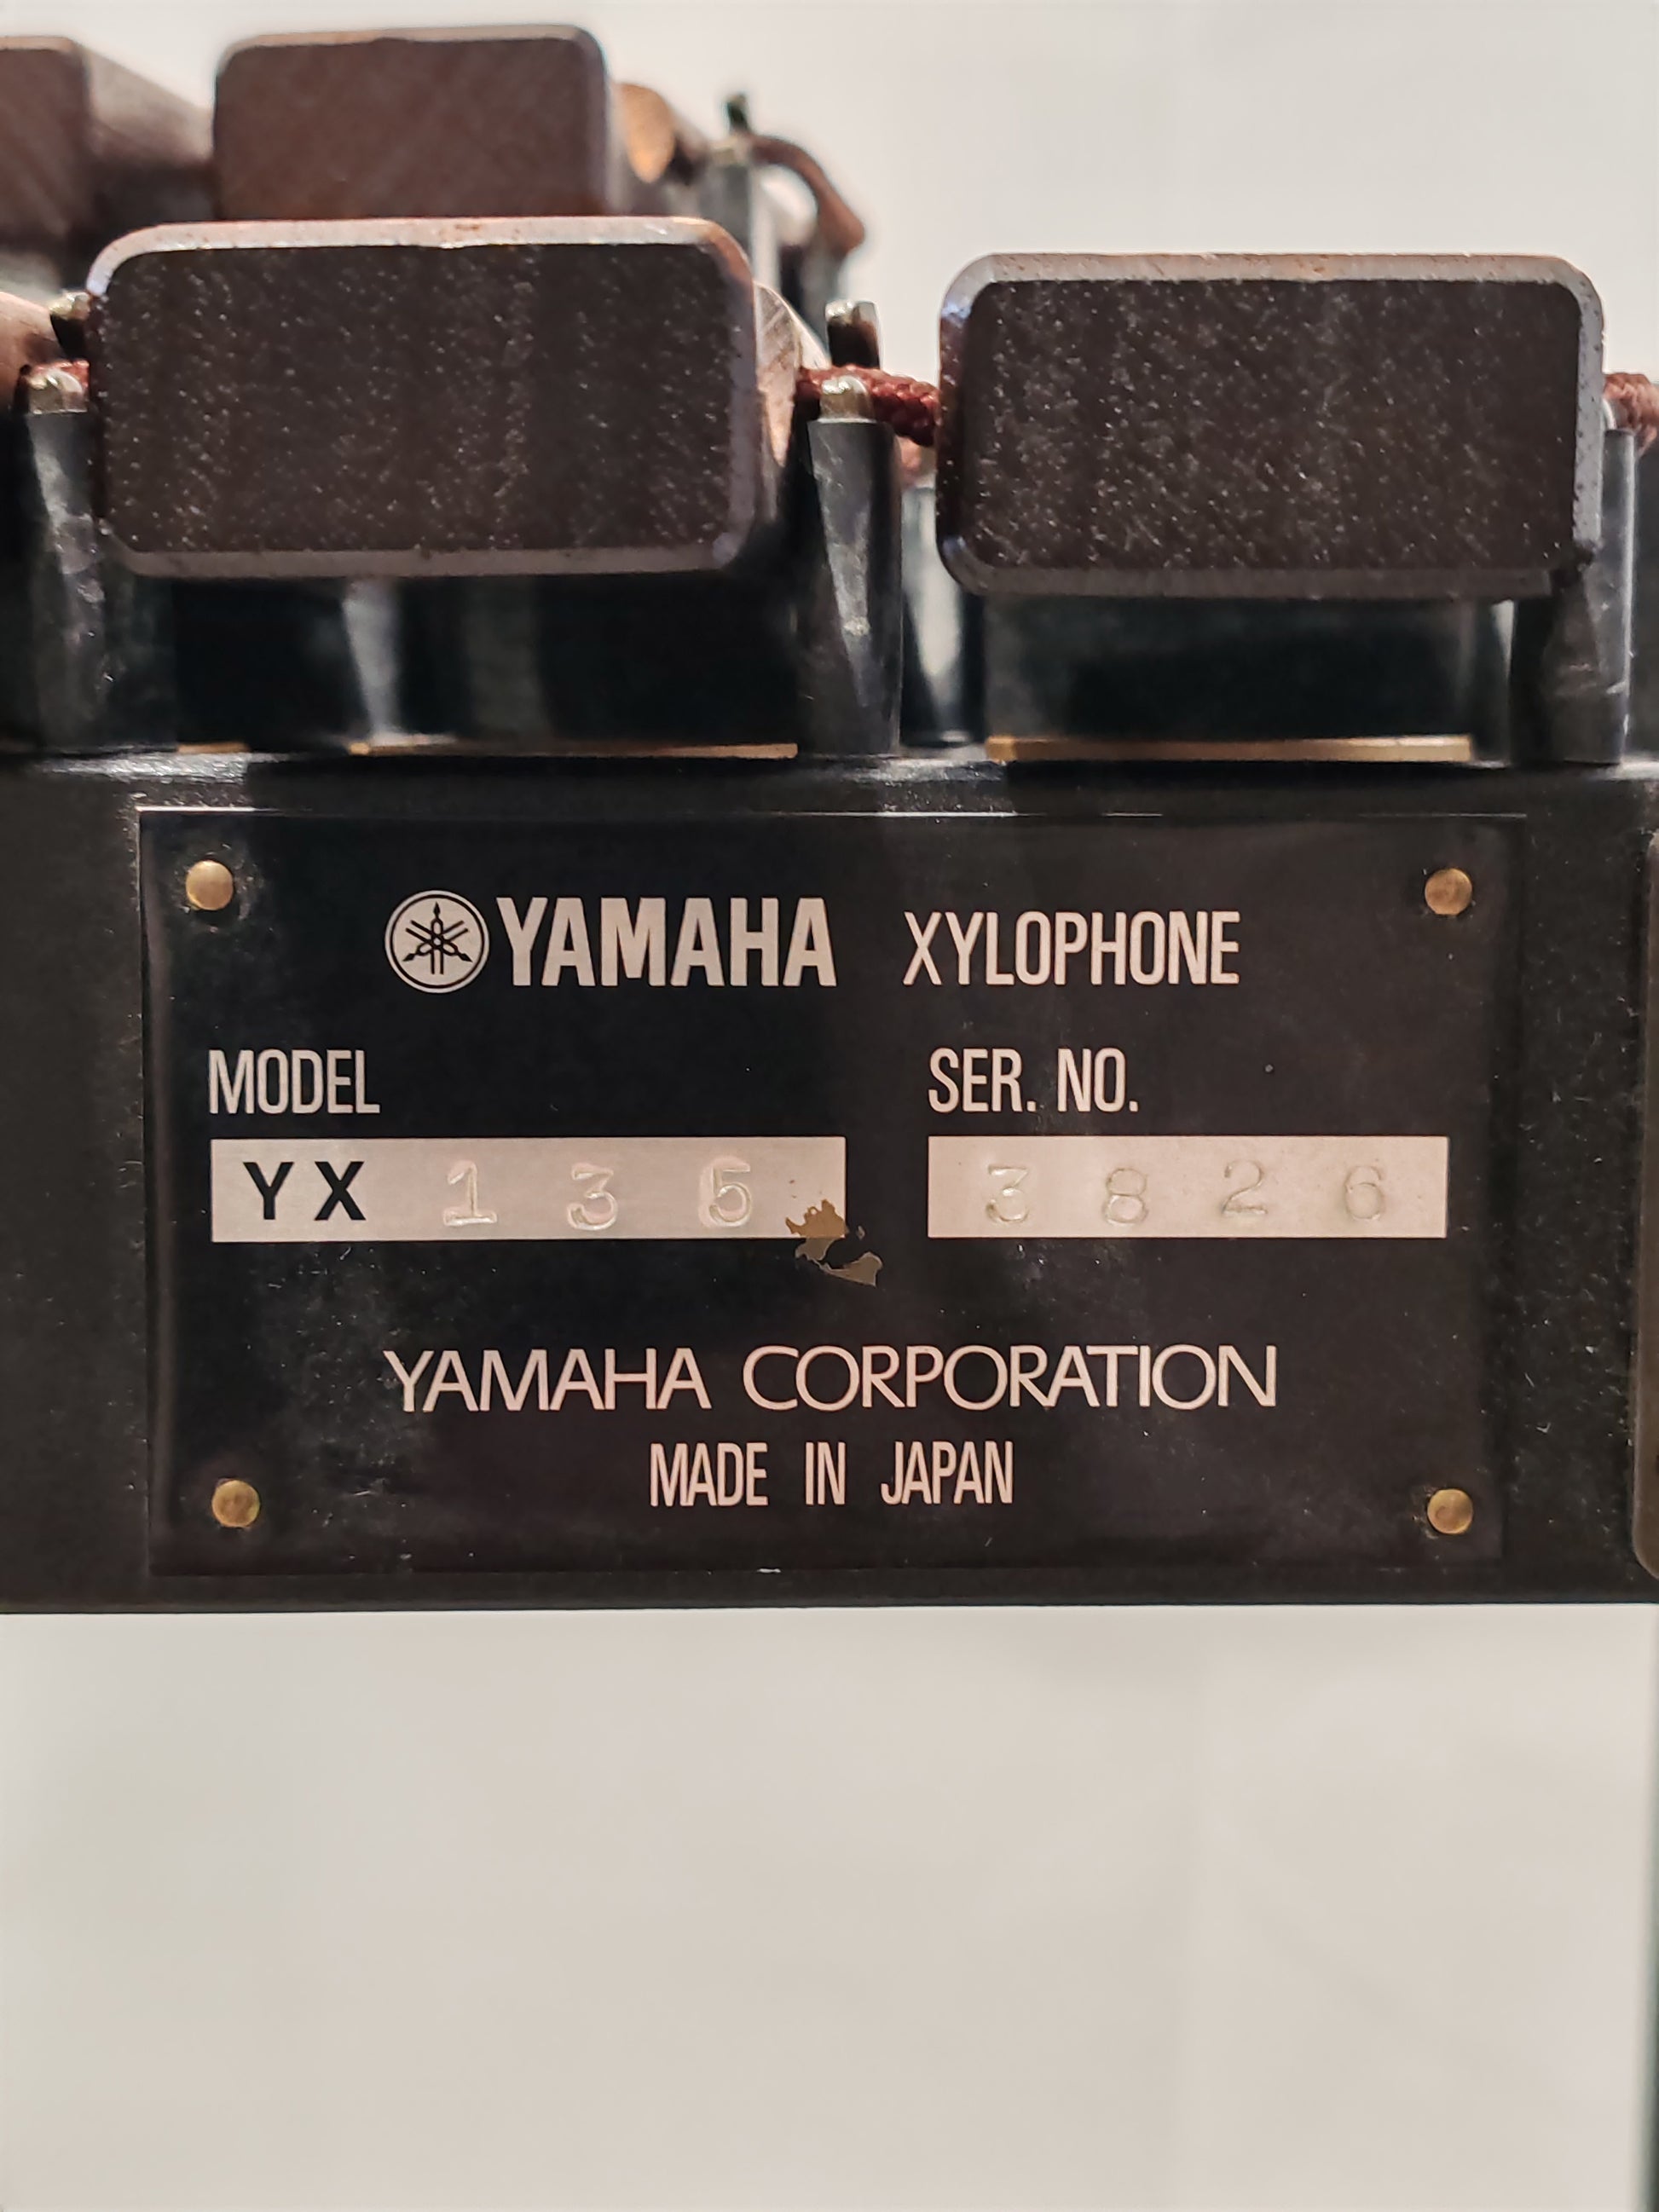 YAMAHA XYLOPHONE
MODEL SER. NO.
YX 135 3826
YAMAHA CORPORATION
MADE IN JAPAN